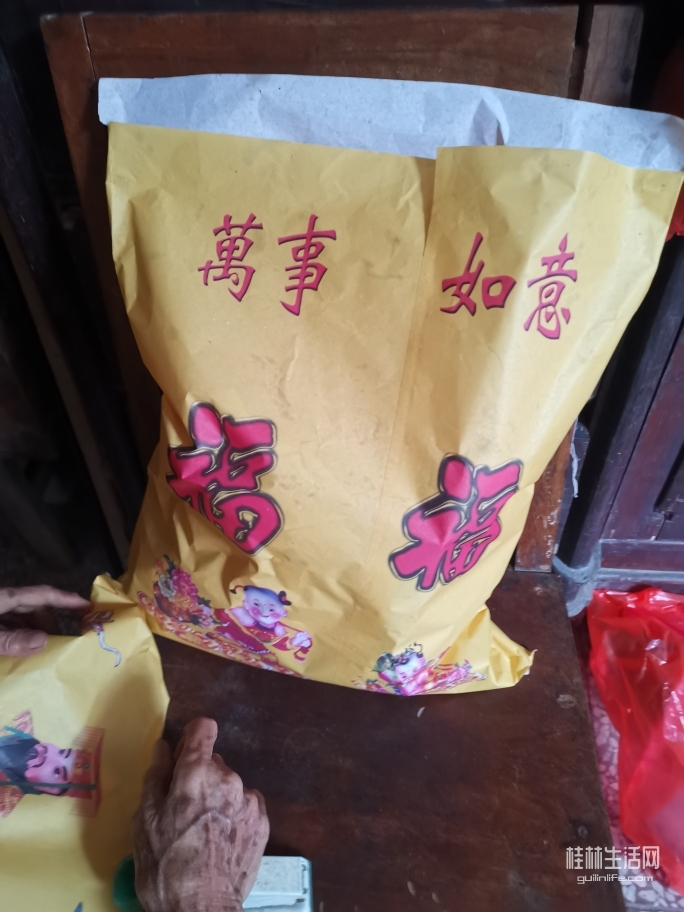 萬事 如意
福 福
桂林生活网
guilinlife.com